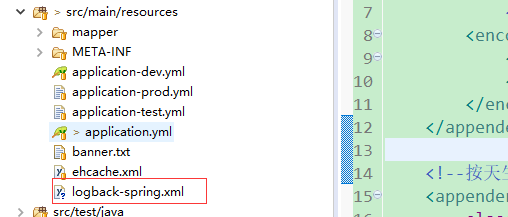 > src/main/resources
mapper
META-INF
application-dev.yml
application-prod.yml
application-test.yml
> application.yml
banner.txt
ehcache.xml
logback-spring.xml
> src/test/java
7
8 <enco
9
10
11 </enc
12 </appende
13
14 <!--按天生
15 <appender